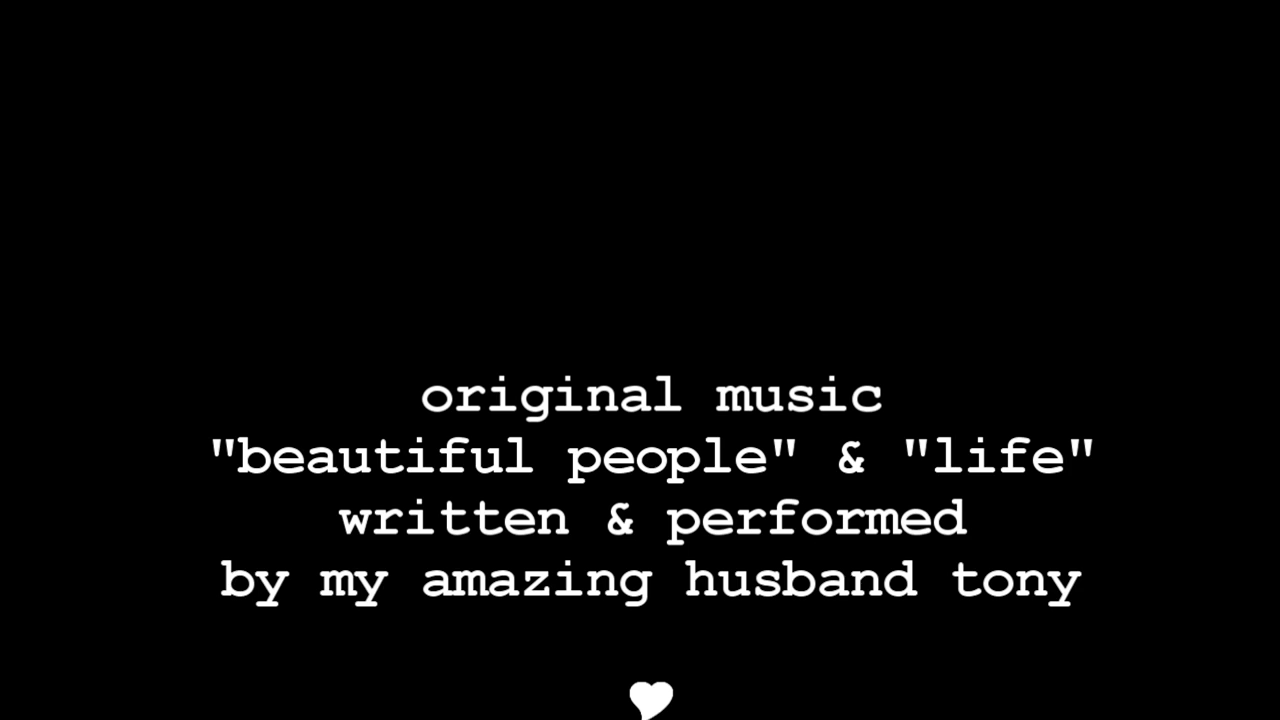 original music
"beautiful people" & "life"
written & performed
by my amazing husband tony